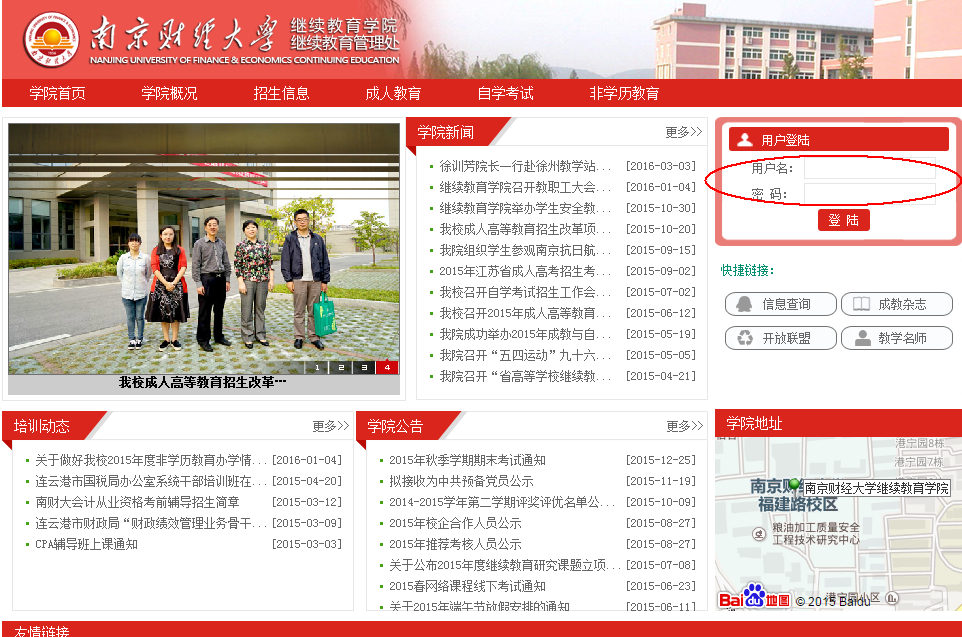 南京财经大学
继续教育学院
继续教育管理处
NANJING UNIVERSITY OF FINANCE & ECONOMICS CONTINUING EDUCATION
学院首页 学院概况 招生信息 成人教育 自学考试 非学历教育
1 2 3 4
我校成人高等教育招生改革…
学院新闻 更多>>
徐训芳院长一行赴徐州教学站... [2016-03-03]
继续教育学院召开教职工大会... [2016-01-04]
继续教育学院举办学生安全教... [2015-10-30]
我校成人高等教育招生改革项... [2015-10-20]
我院组织学生参观南京抗日航... [2015-09-15]
2015年江苏省成人高考招生考... [2015-09-02]
我校召开自学考试招生工作会... [2015-07-02]
我校召开2015年成人高等教育... [2015-06-12]
我院成功举办2015年成教与自... [2015-05-19]
我院召开“五四运动”九十六... [2015-05-05]
我院召开“省高等学校继续教... [2015-04-21]
用户登陆
用户名:
密 码:
登 陆
快捷链接:
信息查询 成教杂志
开放联盟 教学名师
培训动态 更多>>
关于做好我校2015年度非学历教育办学情... [2016-01-04]
连云港市国税局办公室系统干部培训班在... [2015-04-20]
南财大会计从业资格考前辅导招生简章 [2015-03-12]
连云港市财政局“财政绩效管理业务骨干... [2015-03-09]
CPA辅导班上课通知 [2015-03-03]
学院公告 更多>>
2015年秋季学期期末考试通知 [2015-12-25]
拟接收为中共预备党员公示 [2015-11-19]
2014-2015学年第二学期评奖评优名单公... [2015-10-09]
2015年校企合作人员公示 [2015-08-27]
2015年推荐考核人员公示 [2015-08-27]
关于公布2015年度继续教育研究课题立项... [2015-07-08]
2015春网络课程线下考试通知 [2015-06-23]
关于2015年端午节放假安排的通知 [2015-06-11]
学院地址
港宁园8栋
港宁园7栋
南京财
南京财经大学继续教育学院
福建路校区
粮油加工质量安全
工程技术研究中心
港宁园小区
Bai du 地图 © 2015 Baidu
友情链接